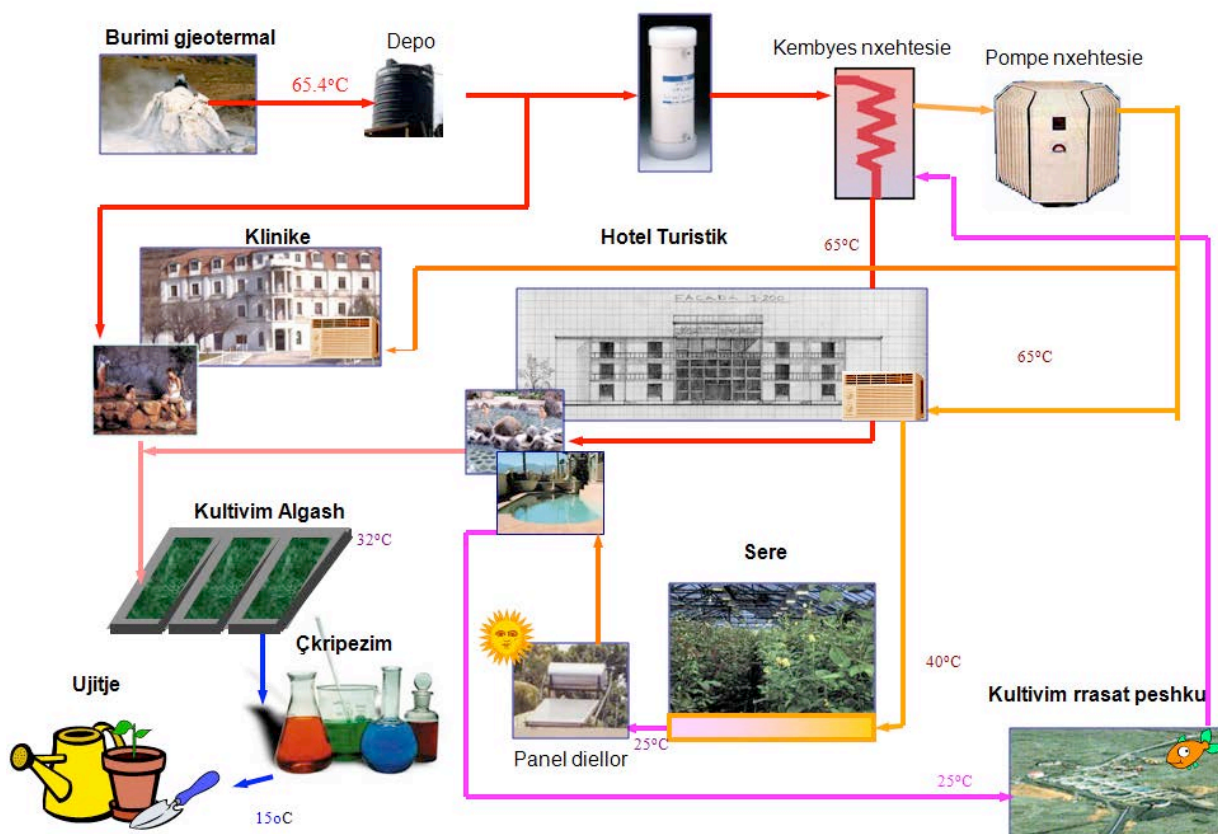 Burimi gjeotermal
Depo
Kembyes nxehtesie
Pompe nxehtesie
65.4°C
Klinike
Hotel Turistik
65°C
FACADA 1-200
65°C
Kultivim Algash
32°C
Sere
Çkripezim
40°C
Ujitje
Kultivim rrasat peshku
Panel diellor
25°C
25°C
15oC